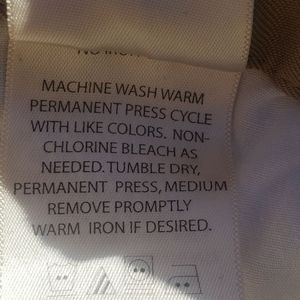 MACHINE WASH WARM
PERMANENT PRESS CYCLE
WITH LIKE COLORS. NON-
CHLORINE BLEACH AS
NEEDED. TUMBLE DRY,
PERMANENT PRESS, MEDIUM
REMOVE PROMPTLY
WARM IRON IF DESIRED.